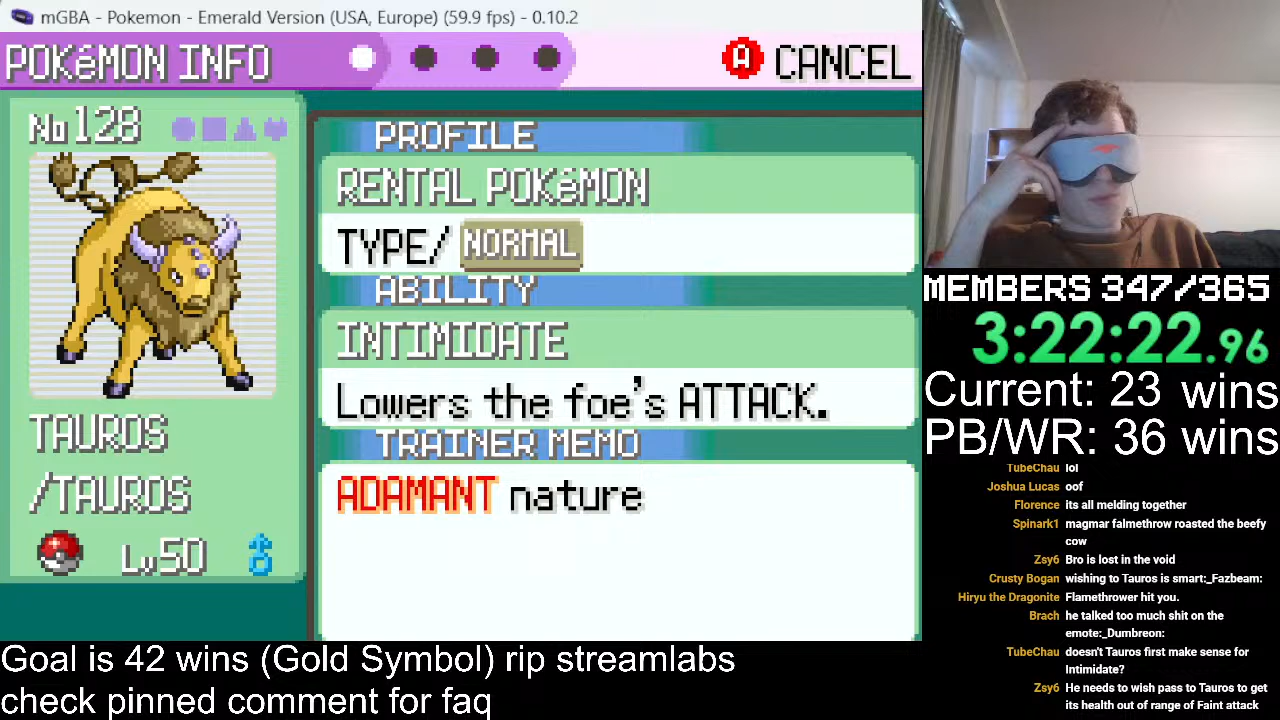 mGBA - Pokemon - Emerald Version (USA, Europe) (59.9 fps) - 0.10.2
POKéMON INFO
A CANCEL
No 128
PROFILE
RENTAL POKéMON
TYPE/ NORMAL
ABILITY
INTIMIDATE
Lowers the foe's ATTACK.
TRAINER MEMO
ADAMANT nature
TAUROS
/TAUROS
Lv50 ♂
MEMBERS 347/365
3:22:22.96
Current: 23 wins
PB/WR: 36 wins
TubeChau lol
Joshua Lucas oof
Florence its all melding together
Spinark1 magmar falmethrow roasted the beefy
cow
Zsy6 Bro is lost in the void
Crusty Bogan wishing to Tauros is smart:_Fazbeam:
Hiryu the Dragonite Flamethrower hit you.
Brach he talked too much shit on the
emote:_Dumbreon:
TubeChau doesn't Tauros first make sense for
Intimidate?
Zsy6 He needs to wish pass to Tauros to get
its health out of range of Faint attack
Goal is 42 wins (Gold Symbol) rip streamlabs
check pinned comment for faq